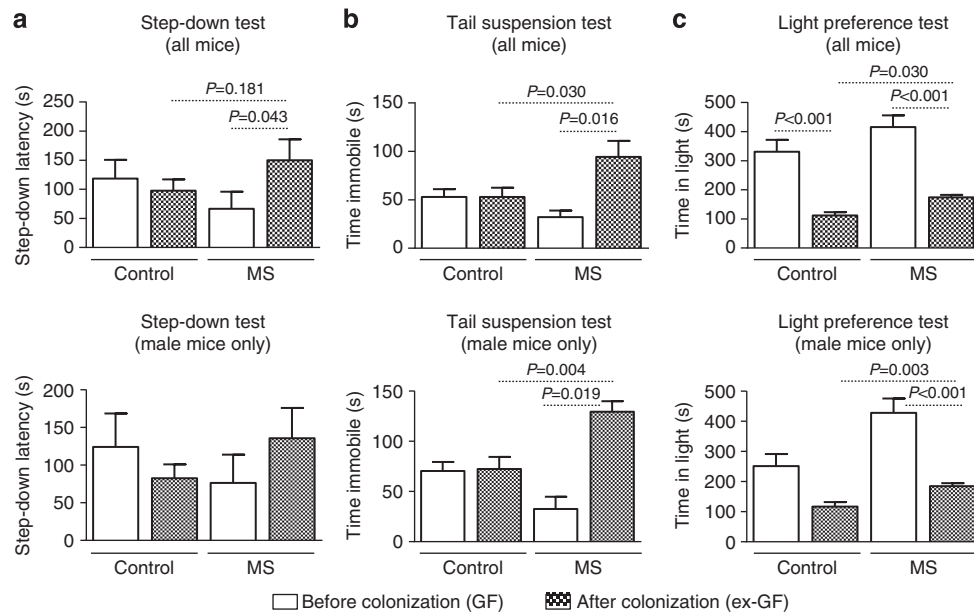 a
Step-down test
(all mice)
Step-down latency (s)
250
200
150
100
50
0
P=0.181
P=0.043
Control
MS
b
Tail suspension test
(all mice)
Time immobile (s)
150
100
50
0
P=0.030
P=0.016
Control
MS
c
Light preference test
(all mice)
Time in light (s)
500
400
300
200
100
0
P=0.030
P<0.001
P<0.001
Control
MS
Step-down test
(male mice only)
Step-down latency (s)
200
150
100
50
0
Control
MS
Tail suspension test
(male mice only)
Time immobile (s)
150
100
50
0
P=0.004
P=0.019
Control
MS
Light preference test
(male mice only)
Time in light (s)
500
400
300
200
100
0
P=0.003
P<0.001
Control
MS
Before colonization (GF)
After colonization (ex-GF)